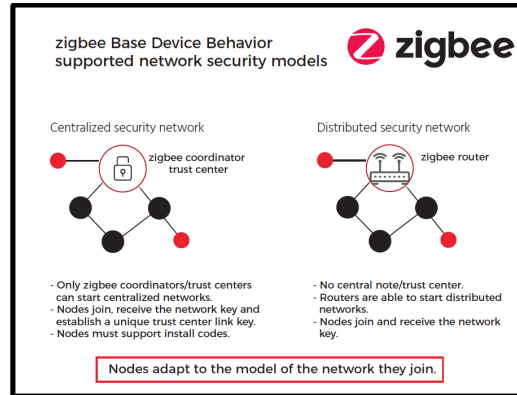 zigbee Base Device Behavior
supported network security models
zigbee
Centralized security network
zigbee coordinator
trust center
- Only zigbee coordinators/trust centers
can start centralized networks.
- Nodes join, receive the network key and
establish a unique trust center link key.
- Nodes must support install codes.
Distributed security network
zigbee router
- No central note/trust center.
- Routers are able to start distributed
networks.
- Nodes join and receive the network
key.
Nodes adapt to the model of the network they join.